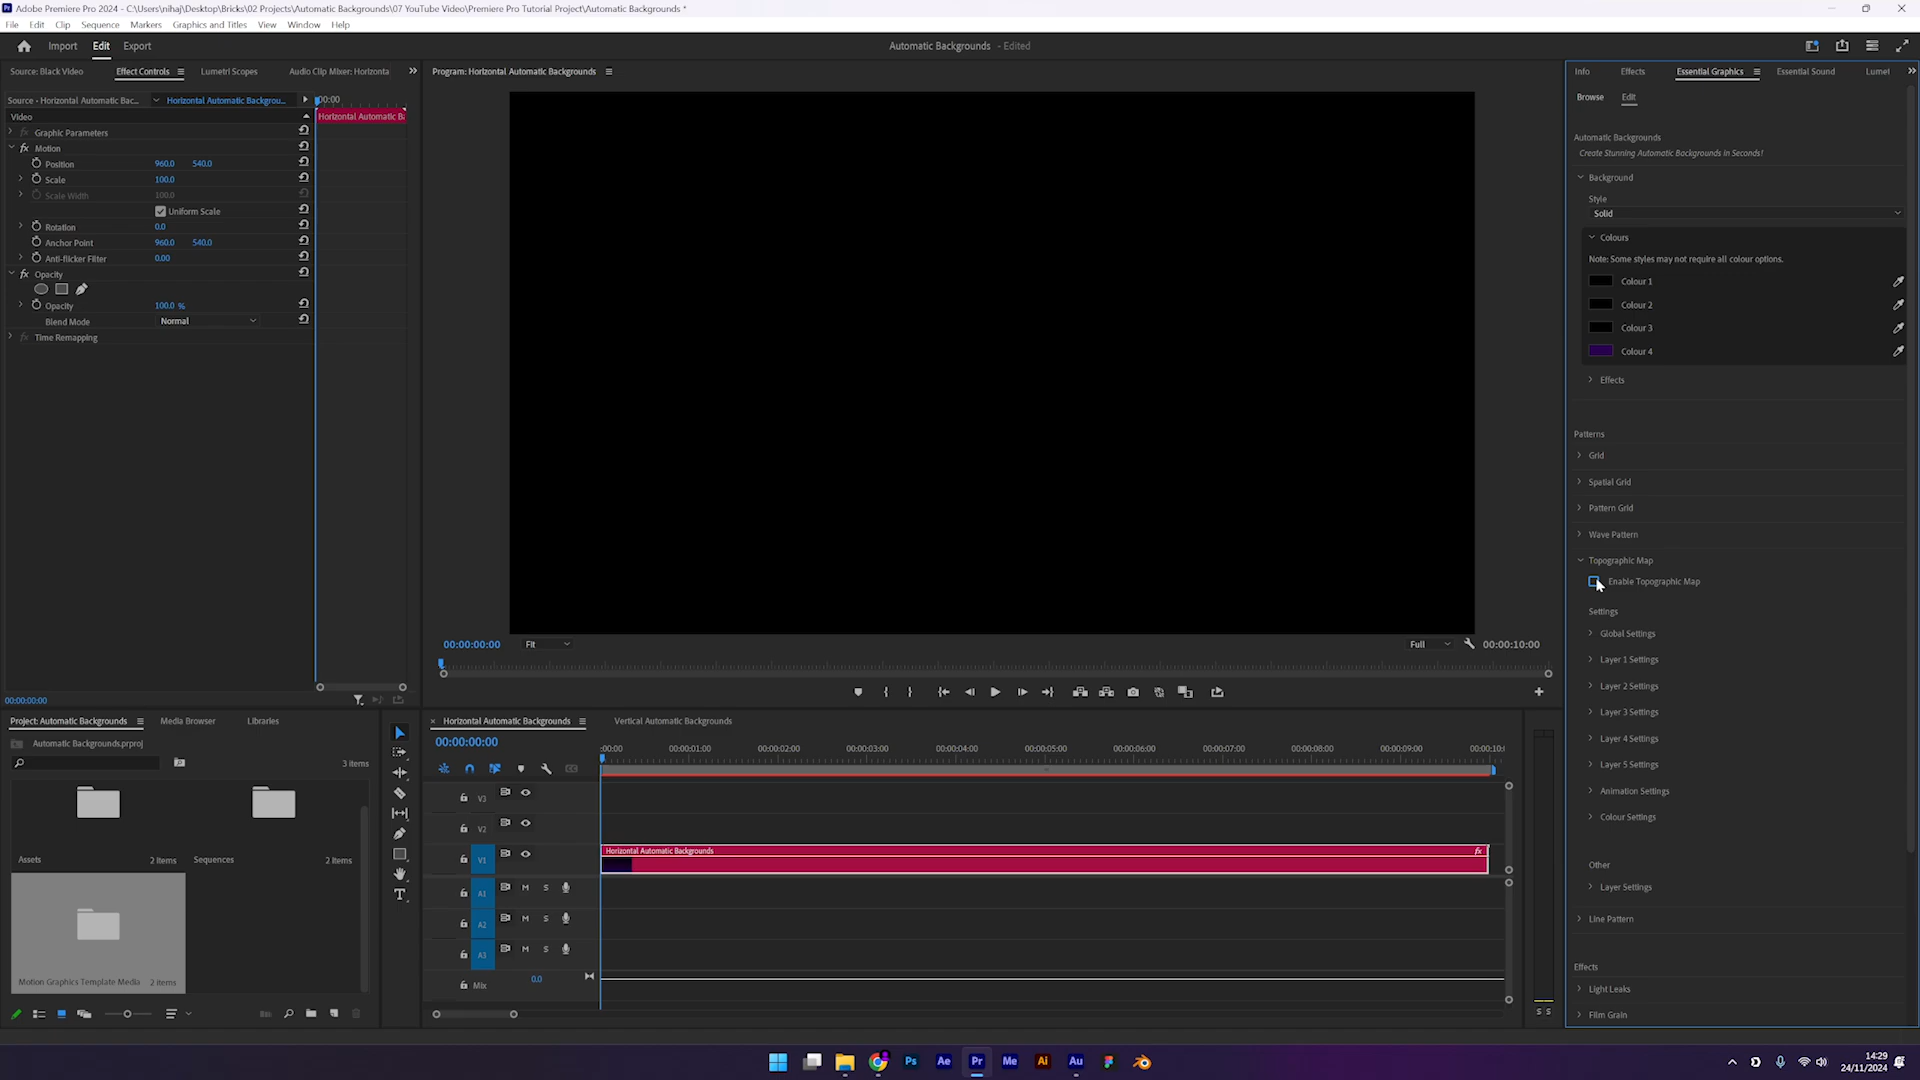 Adobe Premiere Pro 2024 - C:\Users\nihaj\Desktop\Bricks\02 Projects\Automatic Backgrounds\07 YouTube Video\Premiere Pro Tutorial Project\Automatic Backgrounds *
File Edit Clip Sequence Markers Graphics and Titles View Window Help
Import Edit Export
Automatic Backgrounds - Edited
Source: Black Video Effect Controls Lumetri Scopes Audio Clip Mixer: Horizonta
Source - Horizontal Automatic Bac... Horizontal Automatic Backgrou... :00:00
Video
Horizontal Automatic Ba
Graphic Parameters
Motion
Position 960.0 540.0
Scale 100.0
Scale Width 100.0
Uniform Scale
Rotation 0.0
Anchor Point 960.0 540.0
Anti-flicker Filter 0.00
Opacity
Opacity 100.0 %
Blend Mode Normal
Time Remapping
00:00:00:00
Program: Horizontal Automatic Backgrounds
00:00:00:00 Fit Full 00:00:10:00
Info Effects Essential Graphics Essential Sound Lumet
Browse Edit
Automatic Backgrounds
Create Stunning Automatic Backgrounds in Seconds!
Background
Style
Solid
Colours
Note: Some styles may not require all colour options.
Colour 1
Colour 2
Colour 3
Colour 4
Effects
Patterns
Grid
Spatial Grid
Pattern Grid
Wave Pattern
Topographic Map
Enable Topographic Map
Settings
Global Settings
Layer 1 Settings
Layer 2 Settings
Layer 3 Settings
Layer 4 Settings
Layer 5 Settings
Animation Settings
Colour Settings
Other
Layer Settings
Line Pattern
Effects
Light Leaks
Film Grain
Project: Automatic Backgrounds Media Browser Libraries
Automatic Backgrounds.prproj
3 items
Assets 2 items Sequences 2 items
Motion Graphics Template Media 2 items
Horizontal Automatic Backgrounds Vertical Automatic Backgrounds
00:00:00:00
:00:00 00:00:01:00 00:00:02:00 00:00:03:00 00:00:04:00 00:00:05:00 00:00:06:00 00:00:07:00 00:00:08:00 00:00:09:00 00:00:10:0
V3
V2
V1 Horizontal Automatic Backgrounds fx
A1 M S
A2 M S
A3 M S
Mix 0.0
S S
Ps Ae Pr Me Ai Au
14:29
24/11/2024